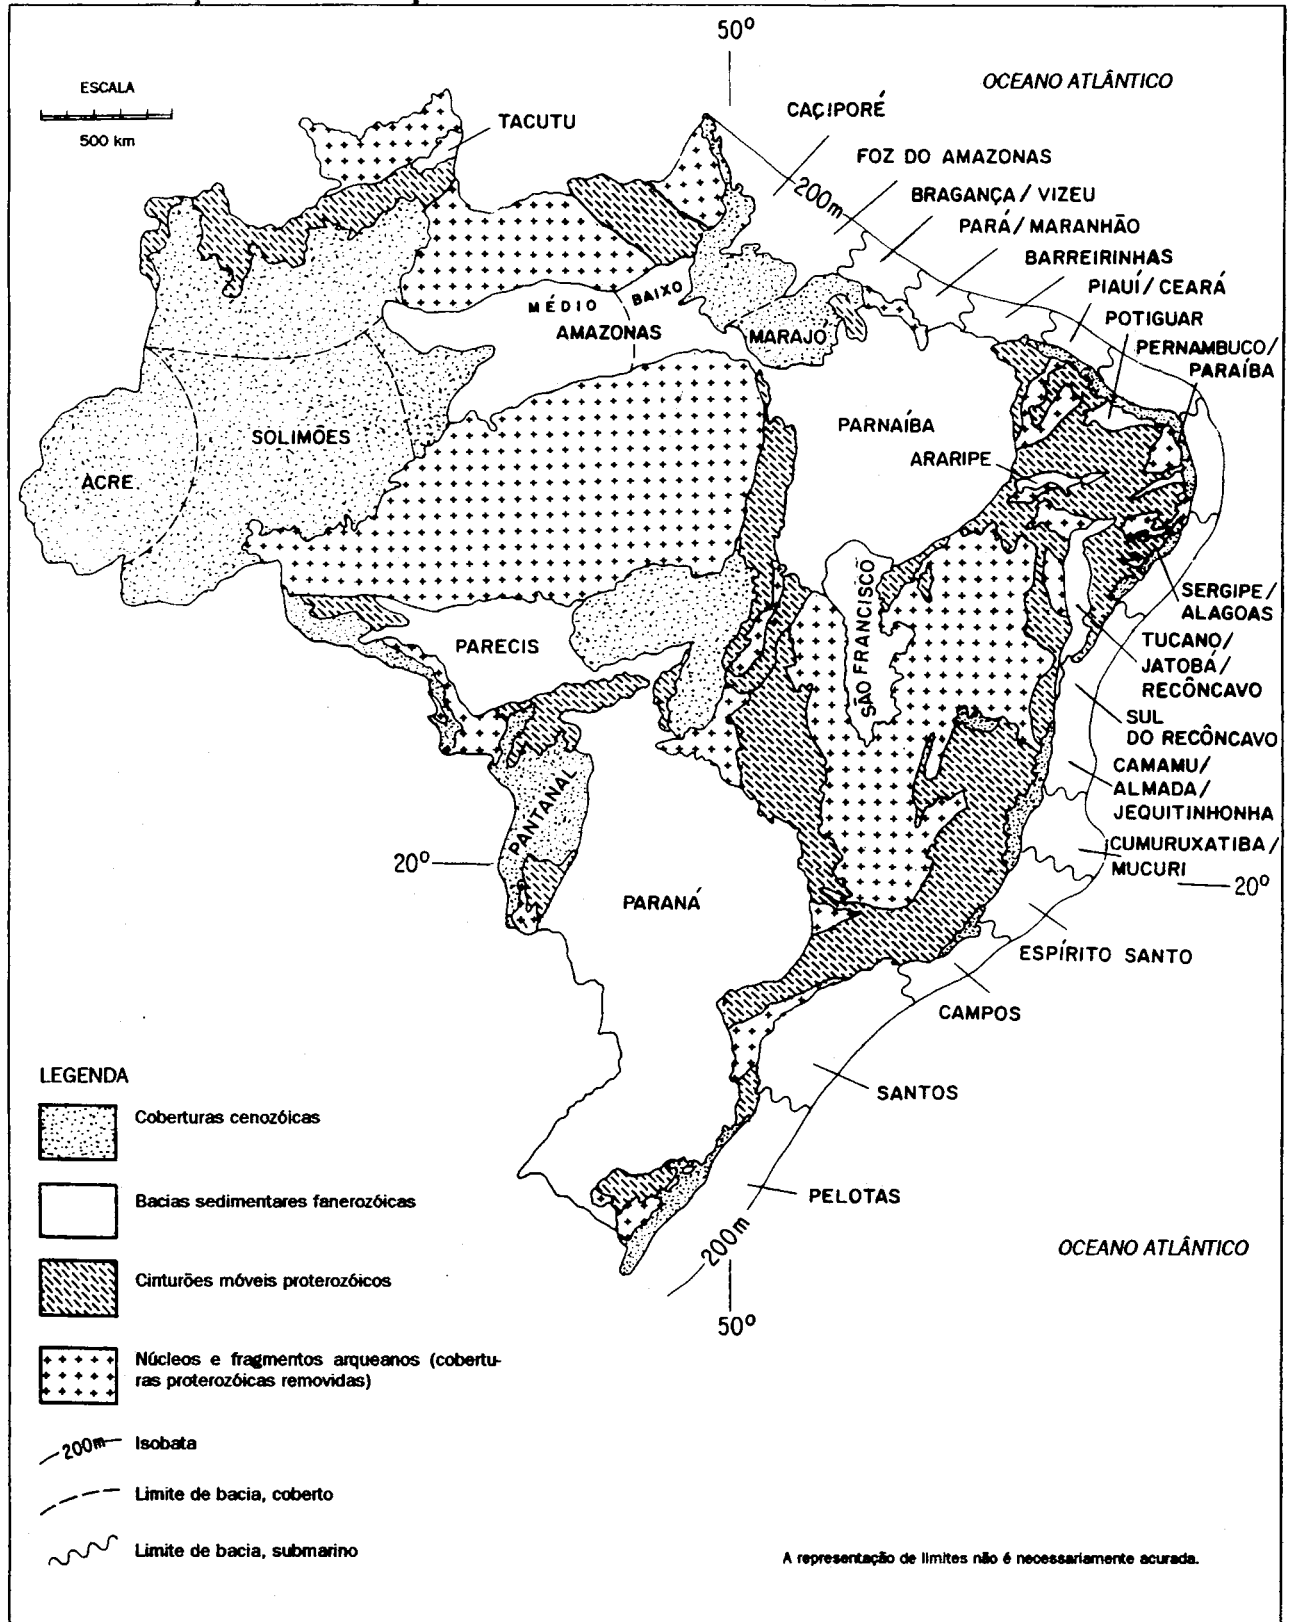 50º
ESCALA
500 km
OCEANO ATLÂNTICO
CAÇIPORÉ
TACUTU
FOZ DO AMAZONAS
200m
BRAGANÇA / VIZEU
PARÁ / MARANHÃO
BARREIRINHAS
PIAUÍ / CEARÁ
POTIGUAR
PERNAMBUCO /
PARAÍBA
MÉDIO
BAIXO
AMAZONAS
MARAJÓ
PARNAÍBA
SOLIMÕES
ARARIPE
ACRE
SÃO FRANCISCO
SERGIPE /
ALAGOAS
TUCANO /
JATOBÁ /
RECÔNCAVO
PARECIS
SUL
DO RECÔNCAVO
CAMAMU /
ALMADA /
JEQUITINHONHA
PANTANAL
20º
CUMURUXATIBA /
MUCURI
20º
PARANÁ
ESPÍRITO SANTO
CAMPOS
SANTOS
PELOTAS
200m
OCEANO ATLÂNTICO
50º
LEGENDA
Coberturas cenozóicas
Bacias sedimentares fanerozóicas
Cinturões móveis proterozóicos
Núcleos e fragmentos arqueanos (cobertu-
ras proterozóicas removidas)
200m Isobata
Limite de bacia, coberto
Limite de bacia, submarino
A representação de limites não é necessariamente acurada.